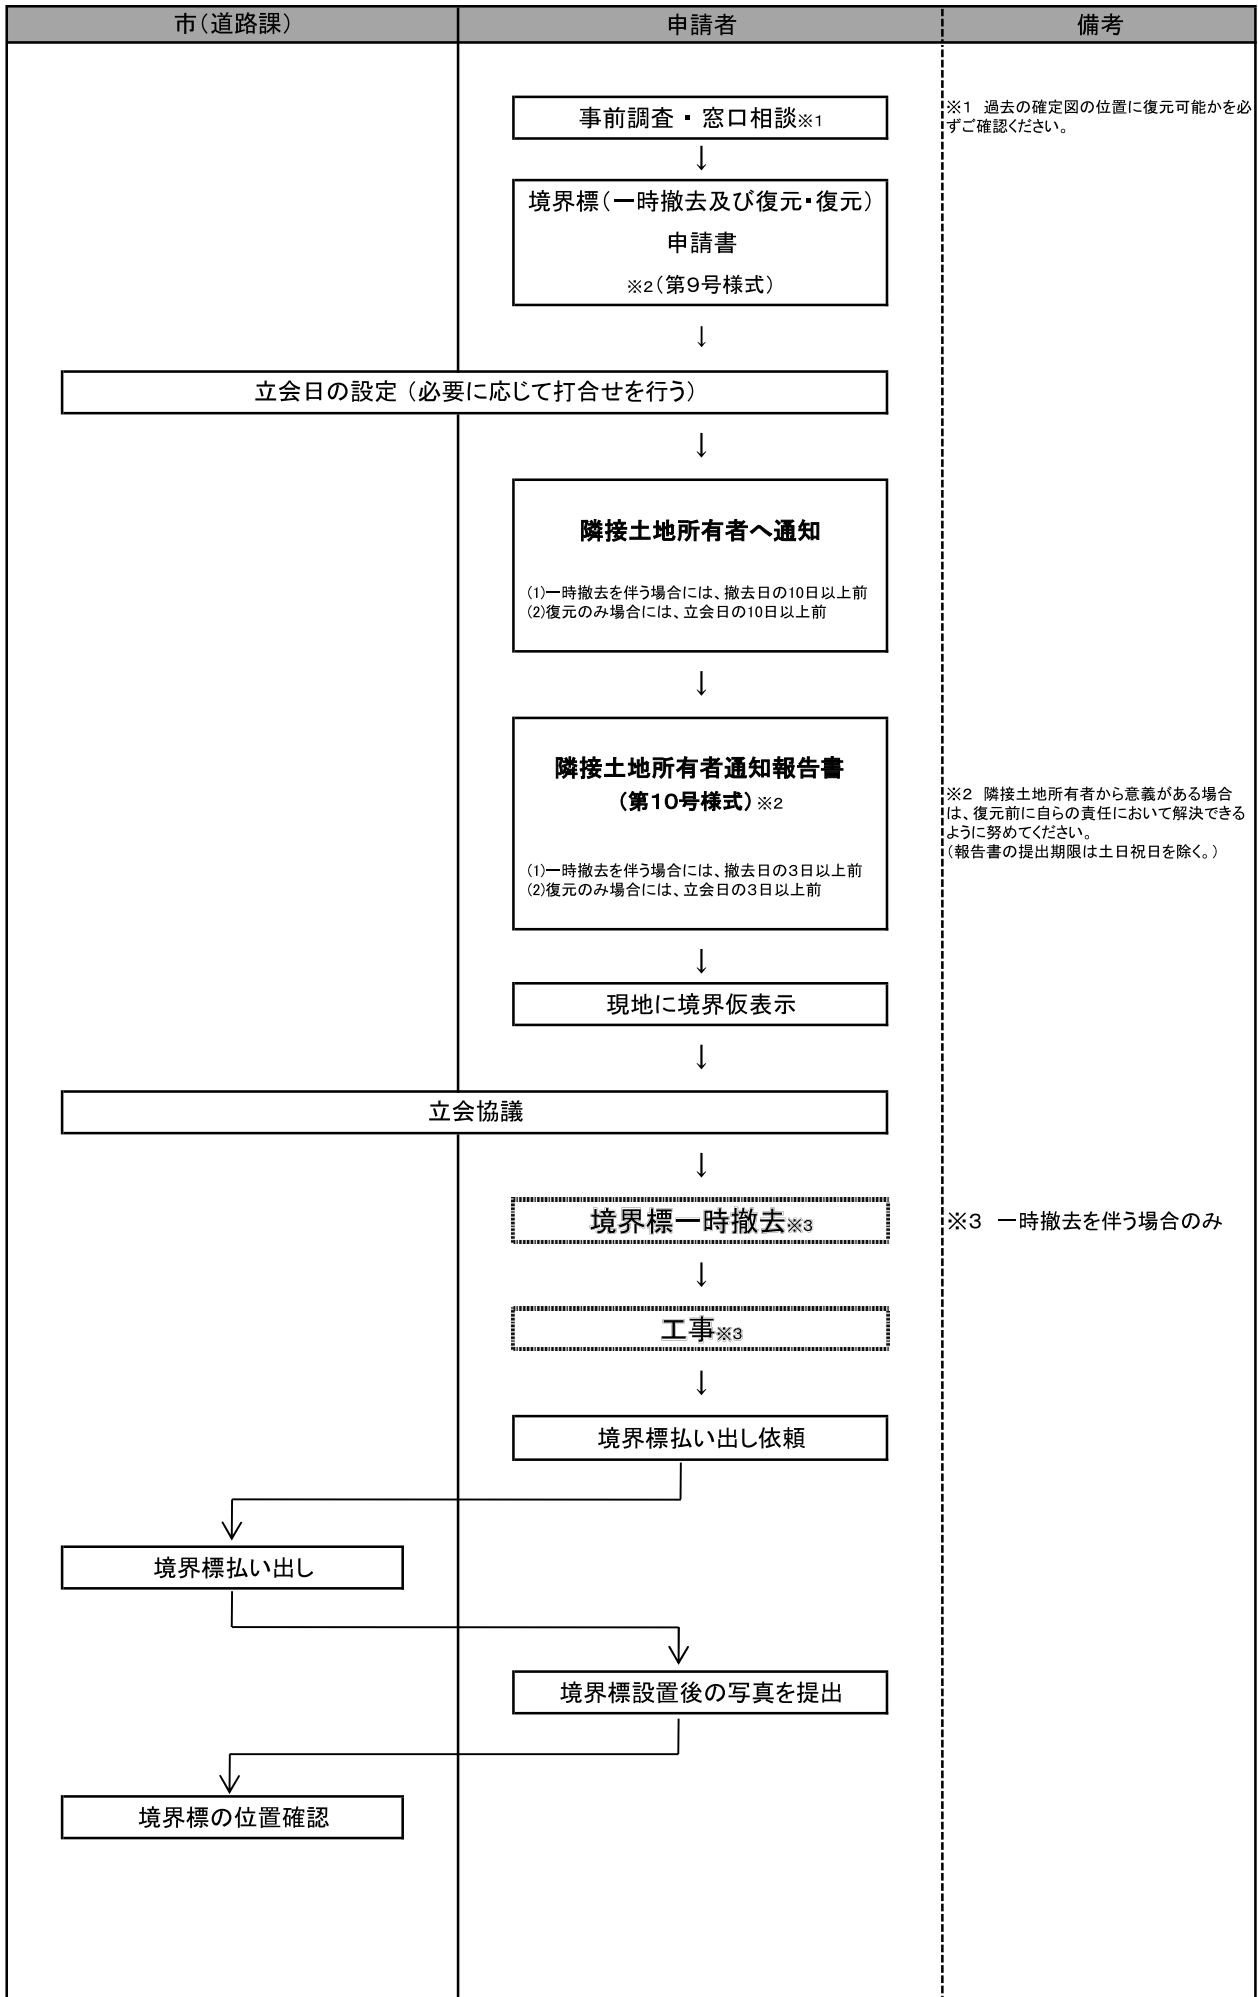 市（道路課）
申請者
備考
事前調査・窓口相談※1
※１　過去の確定図の位置に復元可能かを必
ずご確認ください。
↓
境界標（一時撤去及び復元・復元）
申請書
※2（第９号様式）
↓
立会日の設定（必要に応じて打合せを行う）
↓
隣接土地所有者へ通知
(1)一時撤去を伴う場合には、撤去日の10日以上前
(2)復元のみ場合には、立会日の10日以上前
↓
隣接土地所有者通知報告書
（第１０号様式）※2
(1)一時撤去を伴う場合には、撤去日の３日以上前
(2)復元のみ場合には、立会日の３日以上前
※２　隣接土地所有者から意義がある場合
は、復元前に自らの責任において解決できる
ように努めてください。
（報告書の提出期限は土日祝日を除く。）
↓
現地に境界仮表示
↓
立会協議
↓
境界標一時撤去※3
※３　一時撤去を伴う場合のみ
↓
工事※3
↓
境界標払い出し依頼
境界標払い出し
境界標設置後の写真を提出
境界標の位置確認